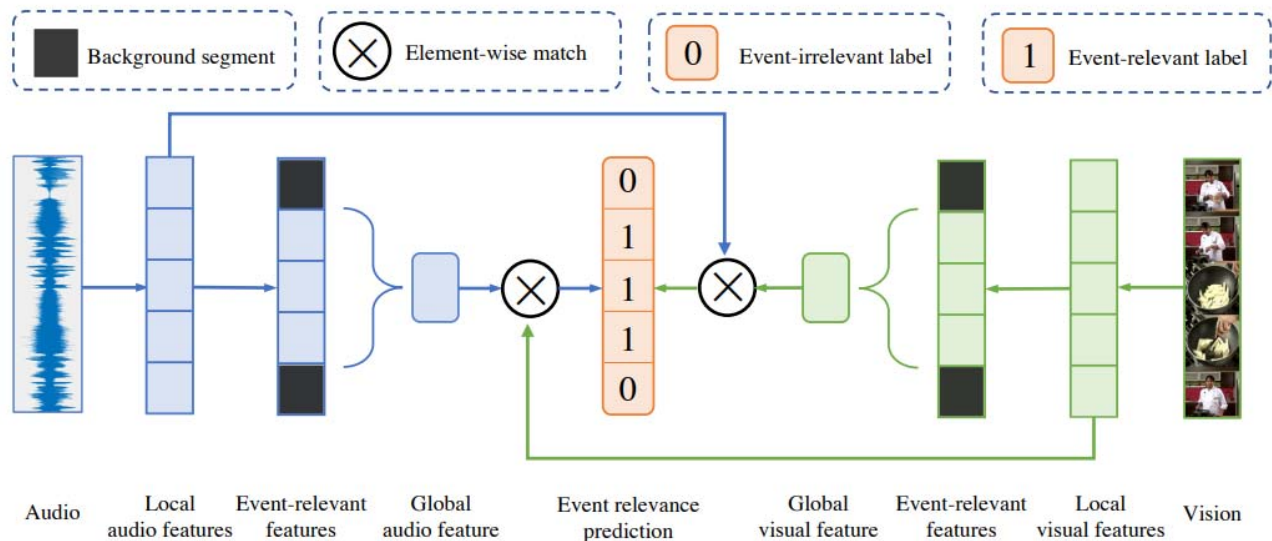 Background segment
Element-wise match
0
Event-irrelevant label
1
Event-relevant label
0
1
1
1
0
Audio
Local
audio features
Event-relevant
features
Global
audio feature
Event relevance
prediction
Global
visual feature
Event-relevant
features
Local
visual features
Vision